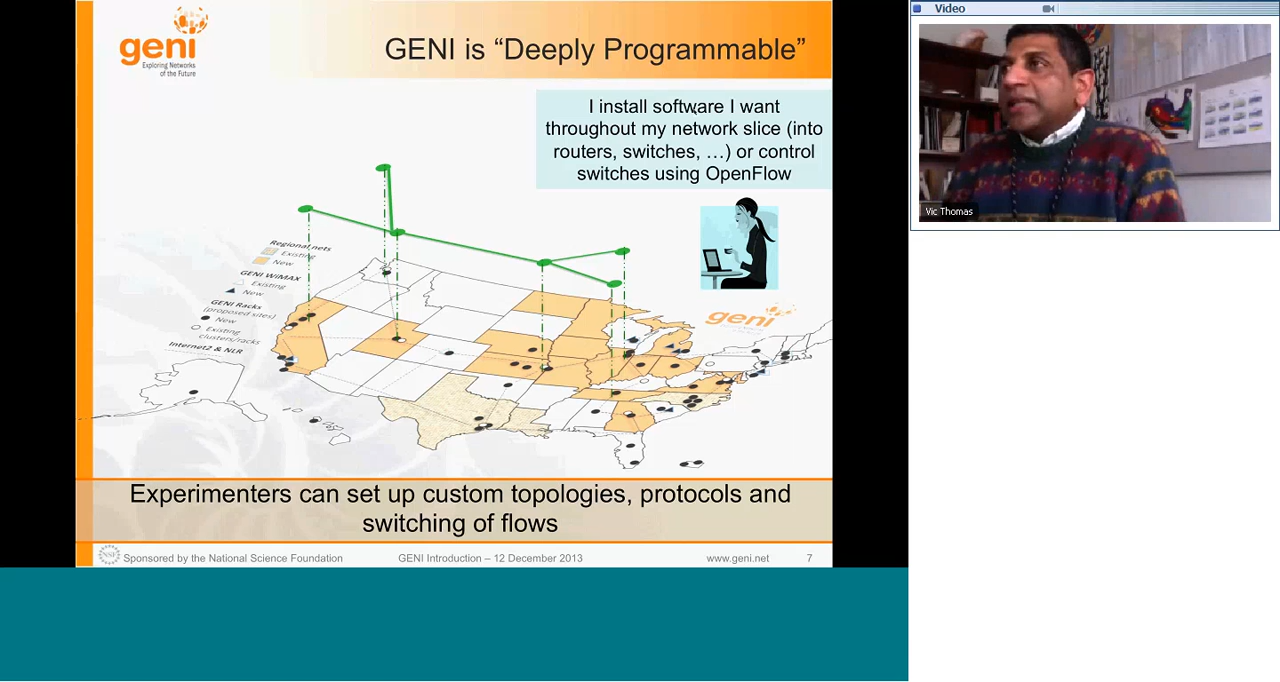 geni
Exploring Networks
of the Future
GENI is “Deeply Programmable”
I install software I want
throughout my network slice (into
routers, switches, …) or control
switches using OpenFlow
Regional nets
Existing
New
GENI WiMAX
Existing
New
GENI Racks
(proposed sites)
New
Existing
clusters/racks
Internet2 & NLR
geni
Experimenters can set up custom topologies, protocols and
switching of flows
NSF
Sponsored by the National Science Foundation
GENI Introduction – 12 December 2013
www.geni.net
7
Video
Vic Thomas